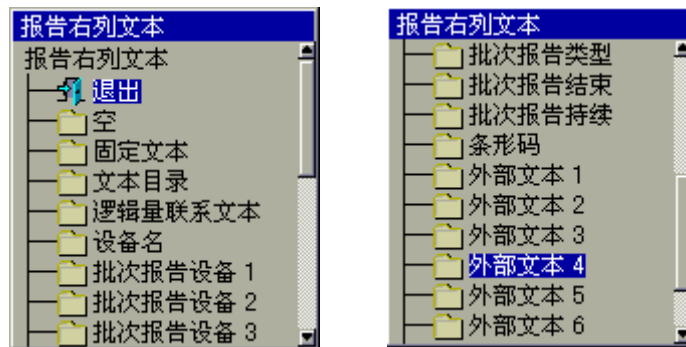 报告右列文本
报告右列文本
退出
空
固定文本
文本目录
逻辑量联系文本
设备名
批次报告设备 1
批次报告设备 2
批次报告设备 3
报告右列文本
批次报告类型
批次报告结束
批次报告持续
条形码
外部文本 1
外部文本 2
外部文本 3
外部文本 4
外部文本 5
外部文本 6